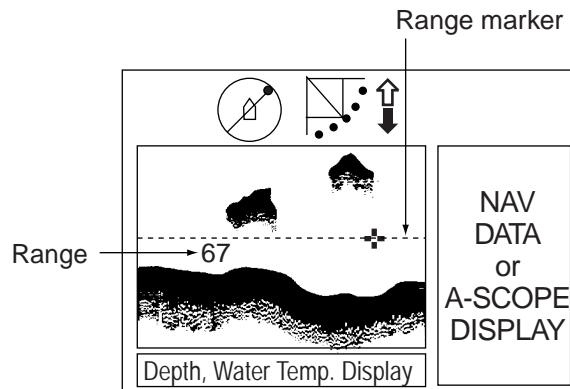 Range marker
Range
67
NAV
DATA
or
A-SCOPE
DISPLAY
Depth, Water Temp. Display